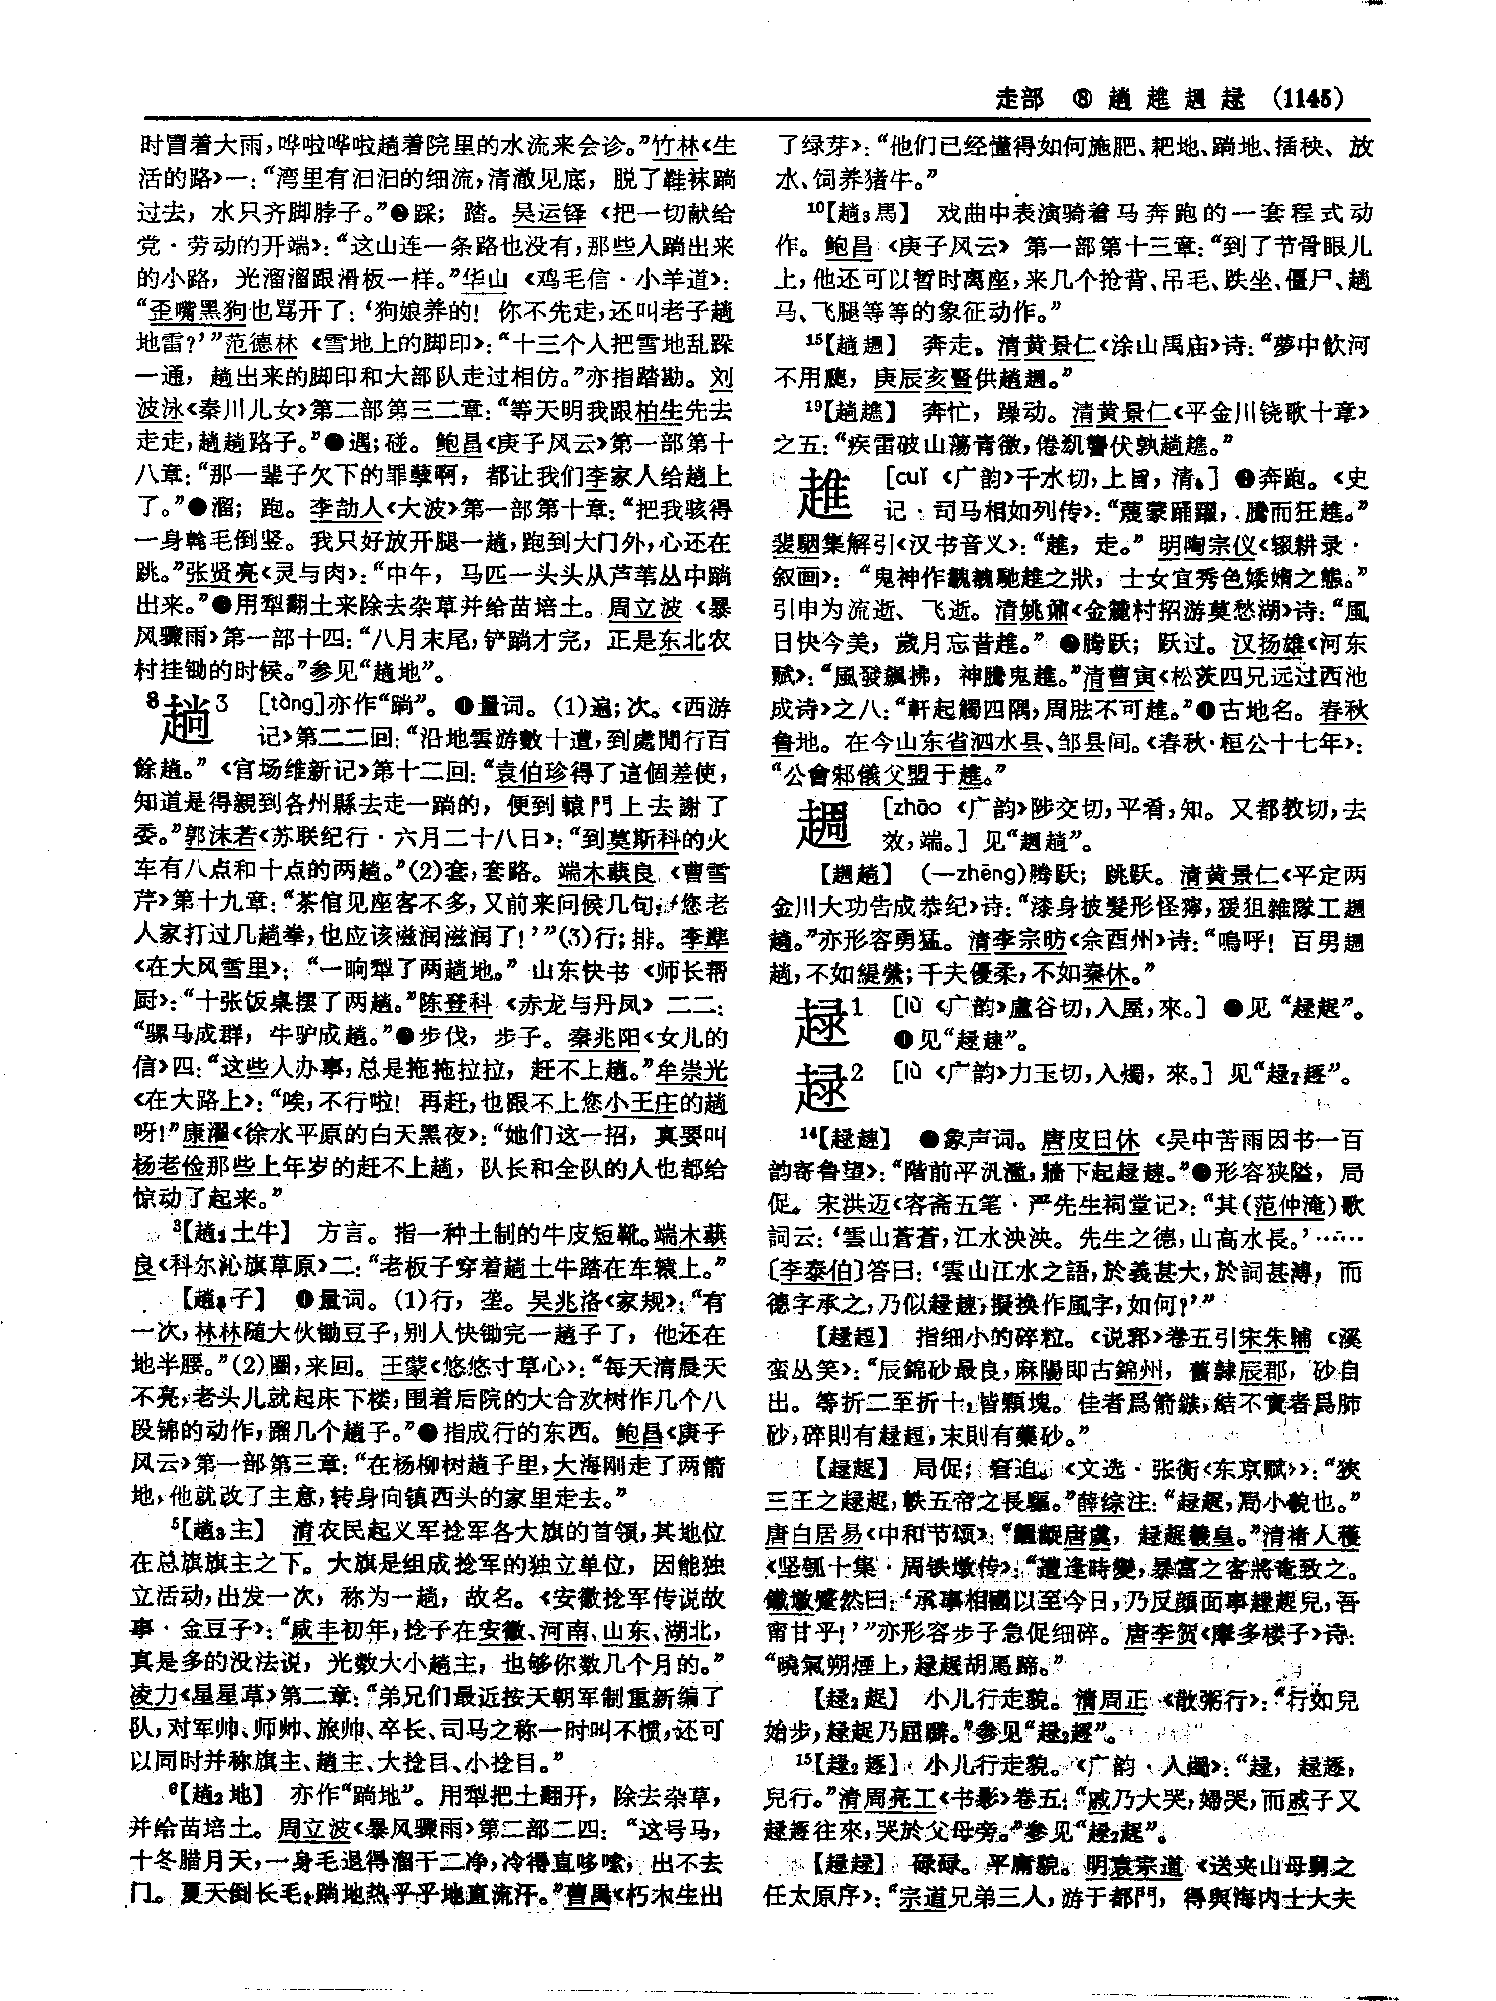 走部 ⑧ 趟 趡 趙 趢 (1145)
时冒着大雨,哗啦哗啦趟着院里的水流来会诊。”竹林《生
活的路》一:“湾里有汩汩的细流,清澈见底,脱了鞋袜踊
过去,水只齐脚脖子。”❷踩;踏。吴运铎《把一切献给
党·劳动的开端》:“这山连一条路也没有,那些人蹚出来
的小路,光溜溜跟滑板一样。”华山《鸡毛信·小羊道》:
“歪嘴黑狗也骂开了:‘狗娘养的!你不先走,还叫老子趟
地雷?’”范德林《雪地上的脚印》:“十三个人把雪地乱跺
一通,趟出来的脚印和大部队走过相仿。”亦指踏勘。刘
波泳《秦川儿女》第二部第三二章:“等天明我跟柏生先去
走走,趟趟路子。”●遇;碰。鲍昌《庚子风云》第一部第十
八章:“那一辈子欠下的罪孽啊,都让我们李家人给趟上
了。”●溜;跑。李劼人《大波》第一部第十章:“把我骇得
一身毛倒竖。我只好放开腿一趟,跑到大门外,心还在
跳。”张贤亮《灵与肉》:“中午,马匹一头头从芦苇丛中蹚
出来。”●用犁翻土来除去杂草并给苗培土。周立波《暴
风骤雨》第一部十四:“八月末尾,铲蹚才完,正是东北农
村挂锄的时候。”参见“趟地”。
8趟3 [tàng]亦作“蹚”。❶量词。(1)遍;次。《西游
记》第二二回:“沿地雲游數十遭,到處閒行百
餘趟。”《官场维新记》第十二回:“袁伯珍得了這個差使,
知道是得親到各州縣去走一蹚的,便到轅門上去謝了
委。”郭沫若《苏联纪行·六月二十八日》:“到莫斯科的火
车有八点和十点的两趟。”(2)套,套路。端木蕻良《曹雪
芹》第十九章:“茶馆见座客不多,又前来问候几句:‘您老
人家打过几趟拳,也应该滋润滋润了!’”(3)行;排。李凖
《在大风雪里》:“一晌犁了两趟地。”山东快书《师长帮
厨》:“十张饭桌摆了两趟。”陈登科《赤龙与丹凤》二二:
“骡马成群,牛驴成趟。”●步伐,步子。秦兆阳《女儿的
信》四:“这些人办事,总是拖拖拉拉,赶不上趟。”牟崇光
《在大路上》:“唉,不行啦!再赶,也跟不上您小王庄的趟
呀!”康濯《徐水平原的白天黑夜》:“她们这一招,真要叫
杨老俭那些上年岁的赶不上趟,队长和全队的人也都给
惊动了起来。”
3【趟土牛】 方言。指一种土制的牛皮短靴。端木蕻
良《科尔沁旗草原》二:“老板子穿着趟土牛踏在车辕上。”
【趟子】 ❶量词。(1)行,垄。吴兆洛《家规》:“有
一次,林林随大伙锄豆子,别人快锄完一趟子了,他还在
地半腰。”(2)圈,来回。王蒙《悠悠寸草心》:“每天清晨天
不亮,老头儿就起床下楼,围着后院的大合欢树作几个八
段锦的动作,蹓几个趟子。”●指成行的东西。鲍昌《庚子
风云》第一部第三章:“在杨柳树趟子里,大海刚走了两箭
地,他就改了主意,转身向镇西头的家里走去。”
5【趟3主】 清农民起义军捻军各大旗的首领,其地位
在总旗旗主之下。大旗是组成捻军的独立单位,因能独
立活动,出发一次,称为一趟,故名。《安徽捻军传说故
事·金豆子》:“咸丰初年,捻子在安徽、河南、山东、湖北,
真是多的没法说,光数大小趟主,也够你数几个月的。”
凌力《星星草》第二章:“弟兄们最近按天朝军制重新编了
队,对军帅、师帅、旅帅、卒长、司马之称一时叫不惯,还可
以同时并称旗主、趟主、大捻目、小捻目。”
6【趟2地】 亦作“蹚地”。用犁把土翻开,除去杂草,
并给苗培土。周立波《暴风骤雨》第二部二四:“这号马,
十冬腊月天,一身毛退得溜干二净,冷得直哆嗦,出不去
门。夏天倒长毛,蹚地热乎乎地直流汗。”曹禺《朽木生出
了绿芽》:“他们已经懂得如何施肥、耙地、蹚地、插秧、放
水、饲养猪牛。”
10【趟3馬】 戏曲中表演骑着马奔跑的一套程式动
作。鲍昌《庚子风云》第一部第十三章:“到了节骨眼儿
上,他还可以暂时离座,来几个抢背、吊毛、跌坐、僵尸、趟
马、飞腿等等的象征动作。”
15【趟趙】 奔走。清黄景仁《涂山禹庙》诗:“夢中飲河
不用腹,庚辰亥豎供趟趙。”
19【趟趭】 奔忙,躁动。清黄景仁《平金川铙歌十章》
之五:“疾雷破山蕩青徼,倦豺讋伏孰趟趭。”
趡 [cuǐ《广韵》千水切,上旨,清。] ❶奔跑。《史
记·司马相如列传》:“蔑蒙踊躍,腾而狂趡。”
裴駰集解引《汉书音义》:“趡,走。”明陶宗仪《辍耕录·
叙画》:“鬼神作馳趡之狀,士女宜秀色婑媠之態。”
引申为流逝、飞逝。清姚鼐《金麓村招游莫愁湖》诗:“風
日快今美,歲月忘昔趡。”●腾跃;跃过。汉扬雄《河东
赋》:“風發飆拂,神騰鬼趡。”清曹寅《松茨四兄远过西池
成诗》之八:“軒起觸四隅,周阹不可趡。”❶古地名。春秋
鲁地。在今山东省泗水县、邹县间。《春秋·桓公十七年》:
“公會邾儀父盟于趡。”
趙 [zhāo《广韵》陟交切,平肴,知。又都教切,去
效,端。] 见“趙趟”。
【趙趟】 (—zhēng)腾跃;跳跃。清黄景仁《平定两
金川大功告成恭纪》诗:“漆身披髮形怪獰,猨狙雜隊工趙
趟。”亦形容勇猛。清李宗昉《佘酉州》诗:“嗚呼!百男趙
趟,不如緹縈;千夫優柔,不如秦休。”
趢1 [lù《广韵》盧谷切,入屋,來。] ●见“趢趗”。
❶见“趢趚”。
趢2 [lù《广韵》力玉切,入燭,來。] 见“趢2趗”。
14【趢趚】 ●象声词。唐皮日休《吴中苦雨因书一百
韵寄鲁望》:“階前平汎濫,牆下起趢趚。”●形容狭隘,局
促。宋洪迈《容斋五笔·严先生祠堂记》:“其(范仲淹)歌
詞云:‘雲山蒼蒼,江水泱泱。先生之德,山高水長。’……
〔李泰伯〕答曰:‘雲山江水之語,於義甚大,於詞甚溥,而
德字承之,乃似趢趚,擬换作風字,如何?’”
【趢】 指细小的碎粒。《说郛》卷五引宋朱辅《溪
蛮丛笑》:“辰錦砂最良,麻陽即古錦州,舊隸辰郡,砂自
出。等折二至折十,皆顆塊。佳者爲箭鏃,結不實者爲肺
砂,碎則有趢,末則有藥砂。”
【趢趗】 局促;窘迫。《文选·张衡〈东京赋〉》:“狹
三王之趢趗,軼五帝之長驅。”薛综注:“趢趗,局小貌也。”
唐白居易《中和节颂》:“唐虞,趢趗羲皇。”清褚人穫
《坚瓠十集·周铁墩传》:“遭逢時變,暴富之客將奄致之。
鐵墩蹙然曰:‘承事相國以至今日,乃反顔面事趢趗兒,吾
甯甘乎!’”亦形容步子急促细碎。唐李贺《摩多楼子》诗:
“曉氣朔煙上,趢趗胡馬蹄。”
【趢2趗】 小儿行走貌。清周正《散粥行》:“行如兒
始步,趢趗乃屈。”参见“趢2”。
15【趢2】 小儿行走貌。《广韵·入燭》:“趢,趢,
兒行。”清周亮工《书影》卷五:“戚乃大哭,婦哭,而戚子又
趢往來,哭於父母旁。”参见“趢2趗”。
【趢趢】 碌碌。平庸貌。明袁宗道《送夹山母舅之
任太原序》:“宗道兄弟三人,游于都門,得與海内士大夫